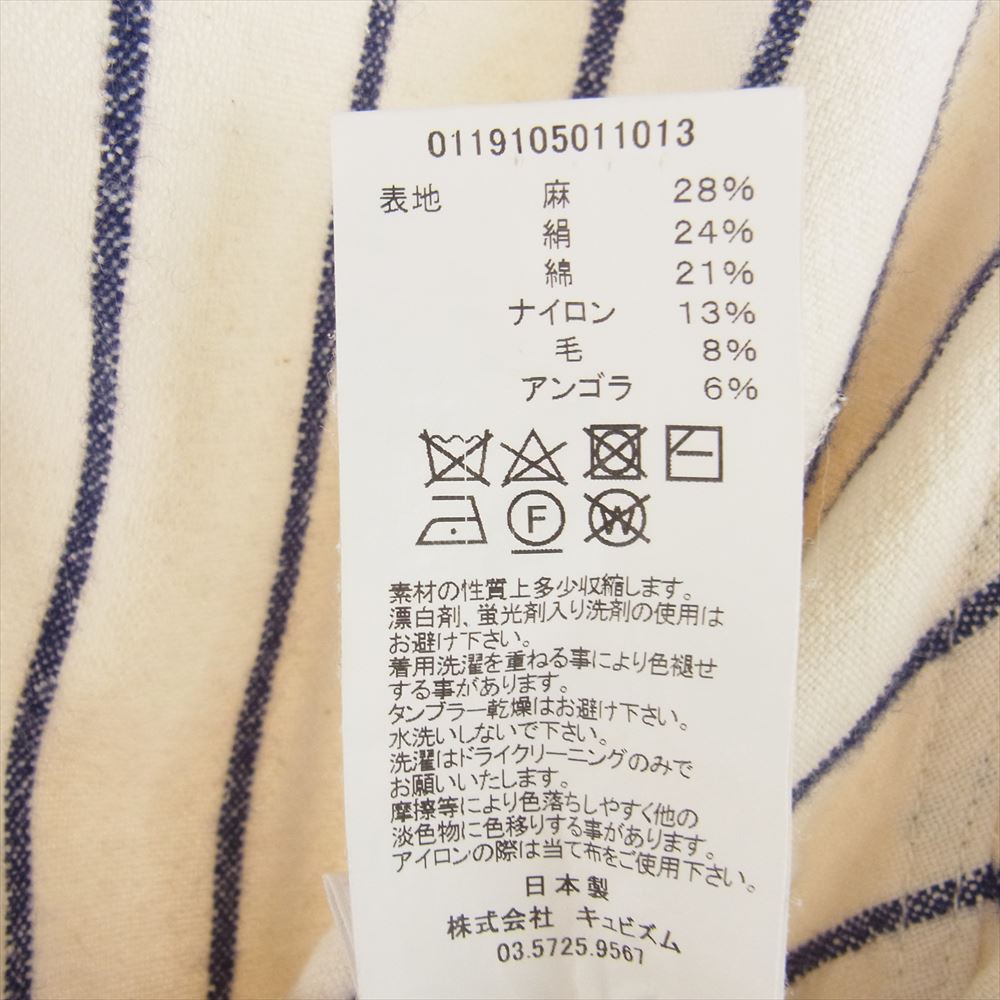 0119105011013
表地 麻 28%
絹 24%
綿 21%
ナイロン 13%
毛 8%
アンゴラ 6%
F W
素材の性質上多少収縮します。
漂白剤、蛍光剤入り洗剤の使用は
お避け下さい。
着用洗濯を重ねる事により色褪せ
する事があります。
タンブラー乾燥はお避け下さい。
水洗いしないで下さい。
洗濯はドライクリーニングのみで
お願いいたします。
摩擦等により色落ちしやすく他の
淡色物に色移りする事があります。
アイロンの際は当て布をご使用下さい。
日本製
株式会社 キュビズム
03.5725.9567